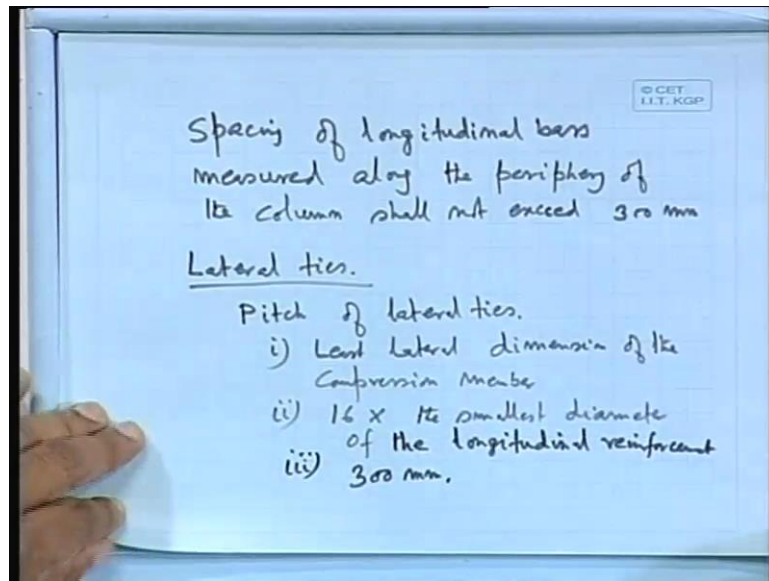 © CET
I.I.T. KGP
Spacing of longitudinal bars
measured along the periphery of
the column shall not exceed 300 mm
Lateral ties.
Pitch of lateral ties.
i) Least lateral dimension of the
Compression member
ii) 16 x the smallest diamete
of the longitudinal reinforcement
iii) 300 mm.